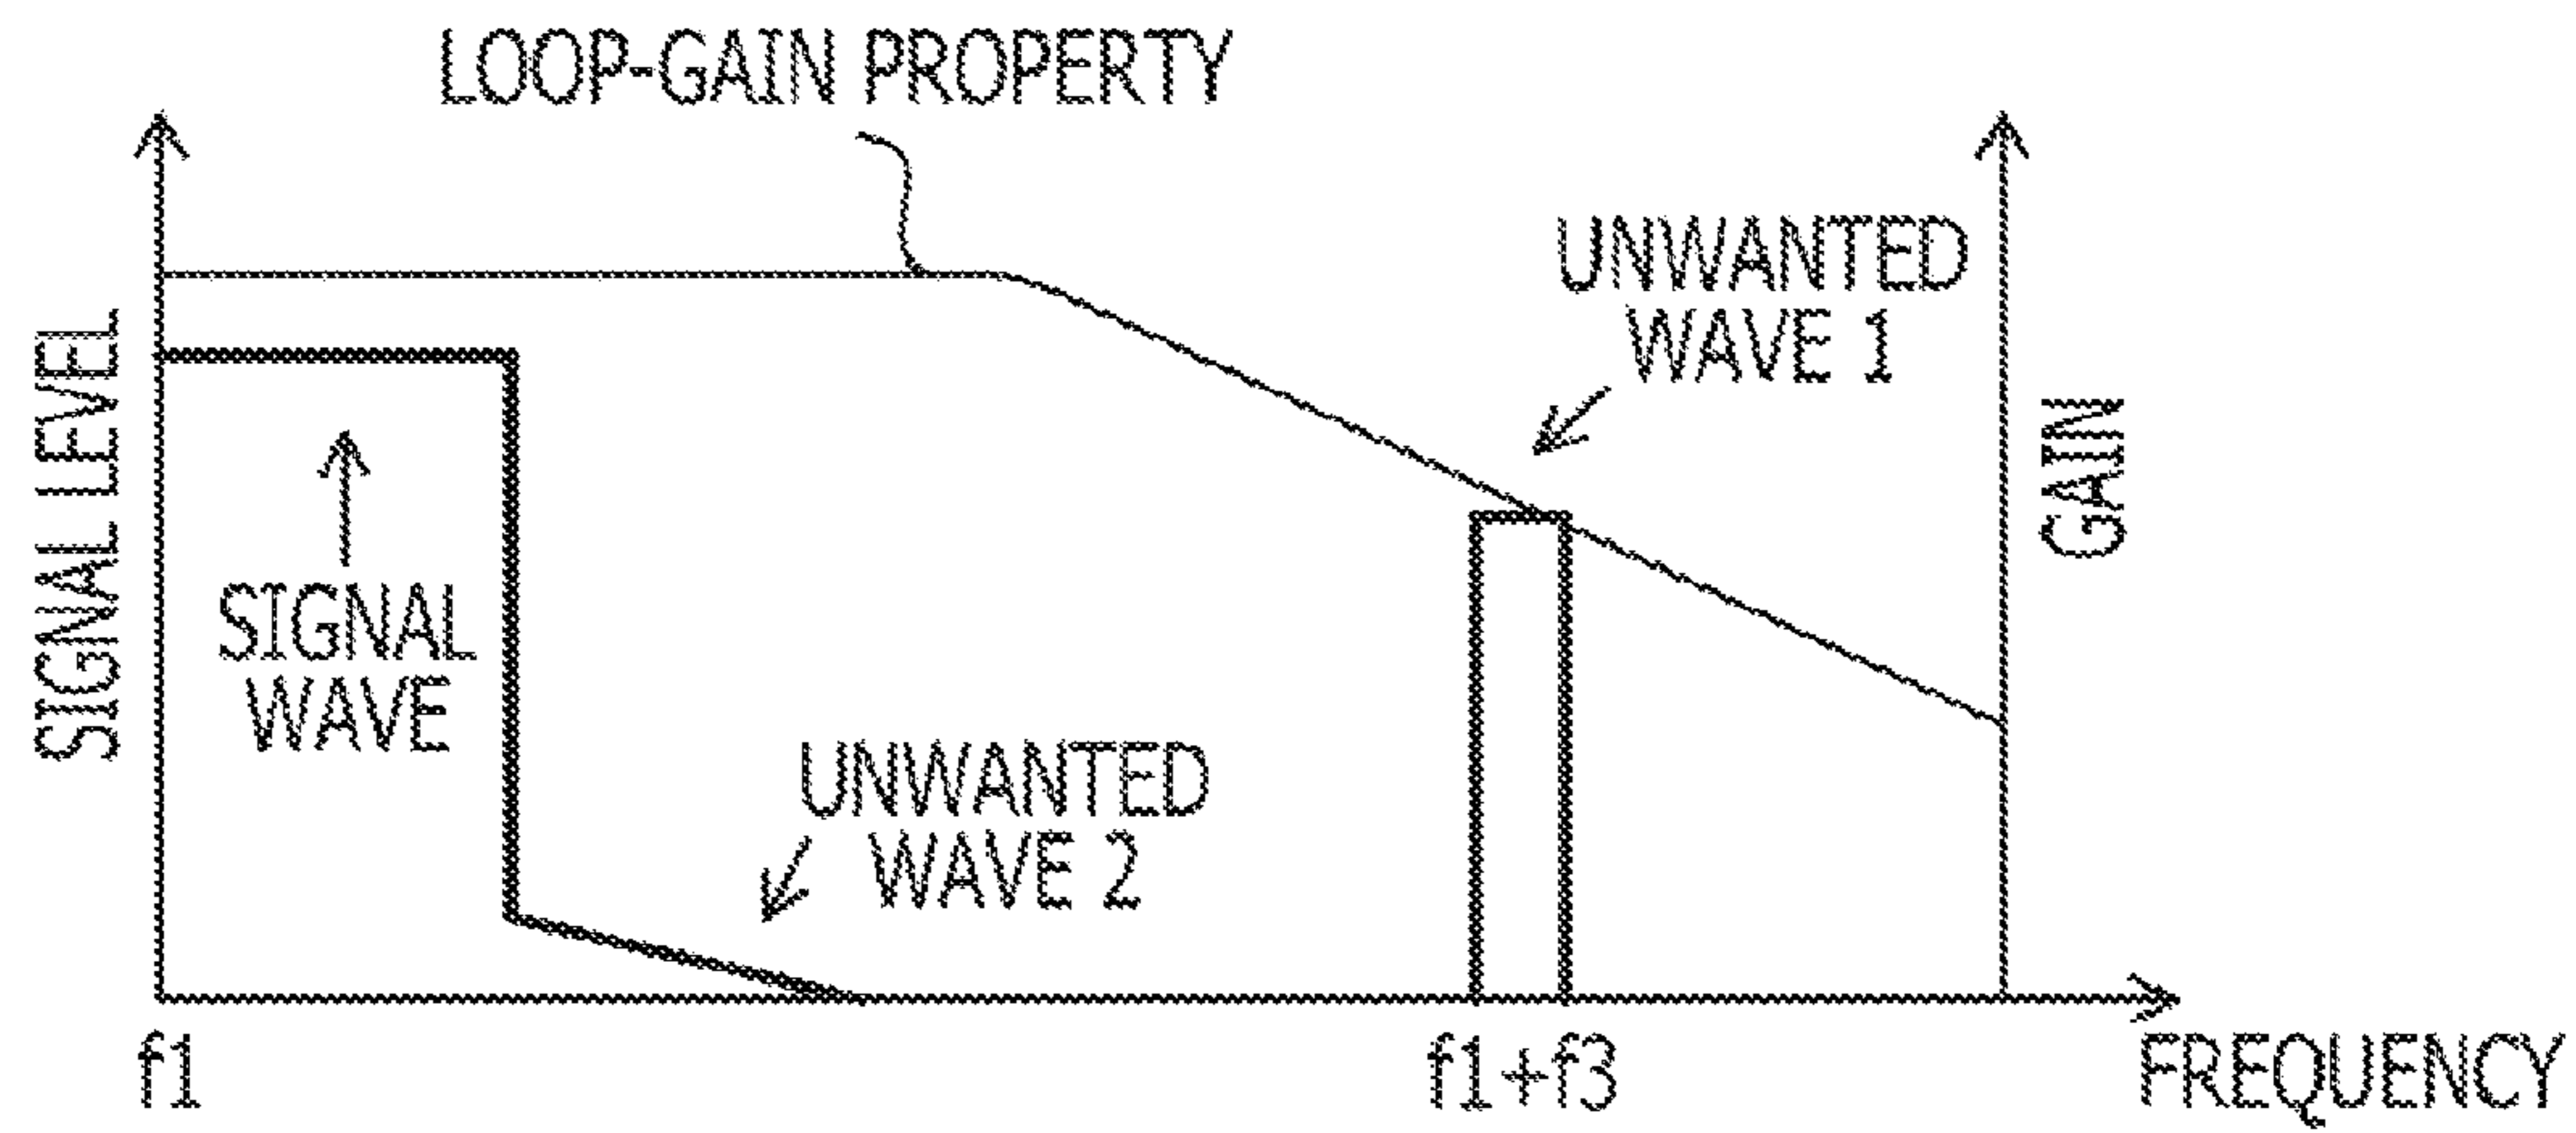 LOOP-GAIN PROPERTY
UNWANTED
WAVE 1
SIGNAL LEVEL
GAIN
SIGNAL
WAVE
UNWANTED
WAVE 2
f1
f1+f3
FREQUENCY